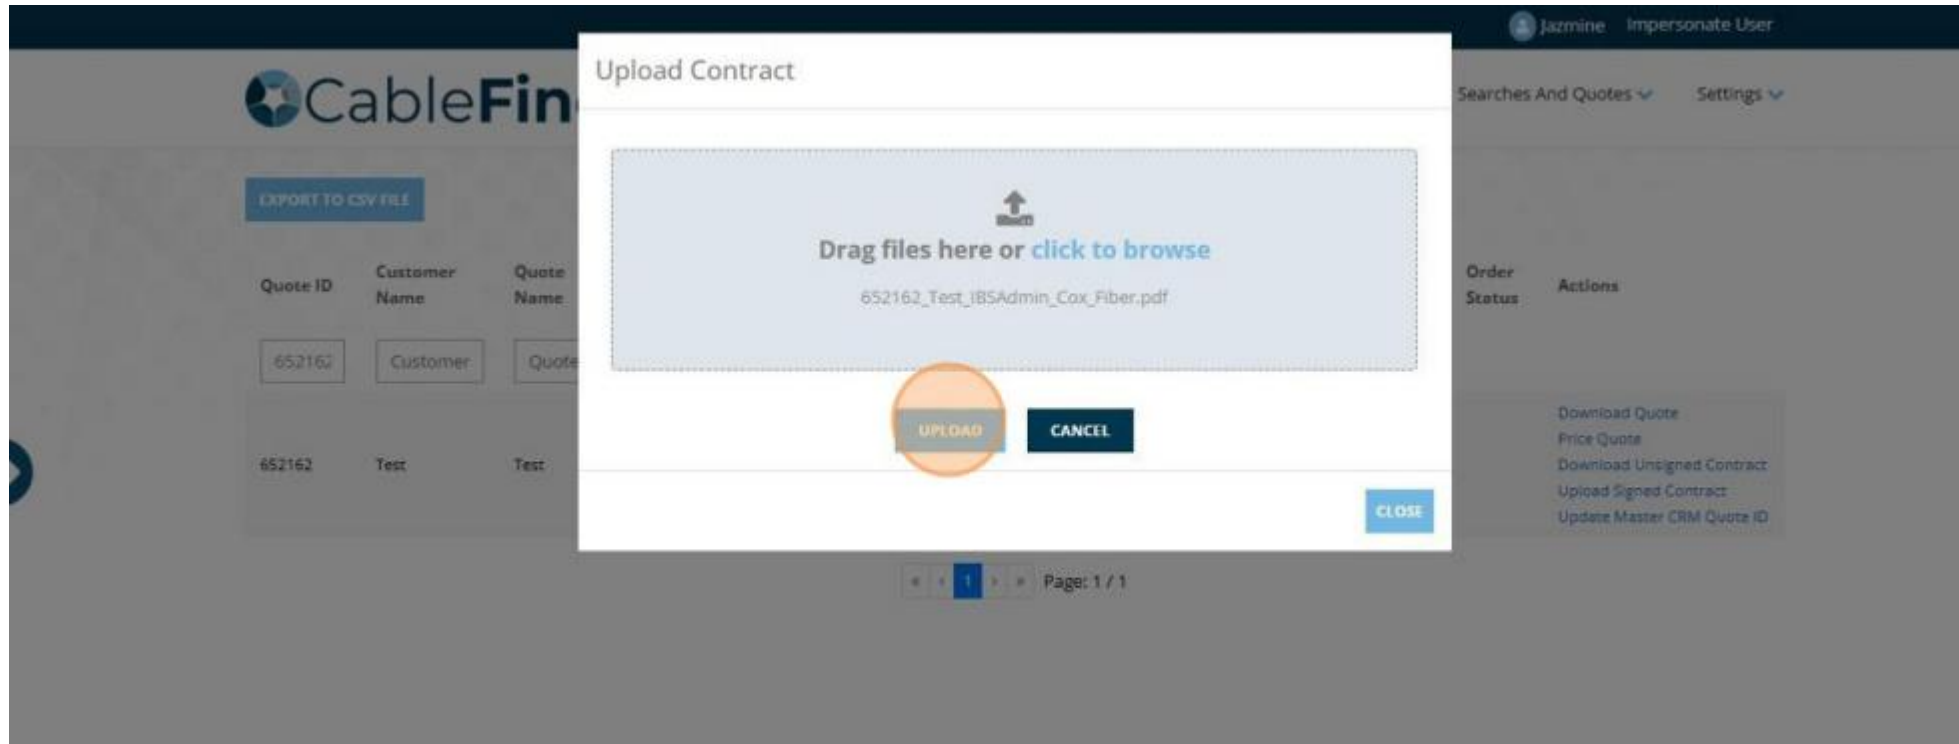 Jazmine Impersonate User
CableFin
Searches And Quotes Settings
Upload Contract
EXPORT TO CSV FILE
Drag files here or click to browse
652162_Test_IBSAdmin_Cox_Fiber.pdf
Quote ID Customer Name Quote Name Order Status Actions
652162 Customer Quote
UPLOAD CANCEL
652162 Test Test
Download Quote
Price Quote
Download Unsigned Contract
Upload Signed Contract
Update Master CRM Quote ID
CLOSE
« ‹ 1 › » Page: 1 / 1